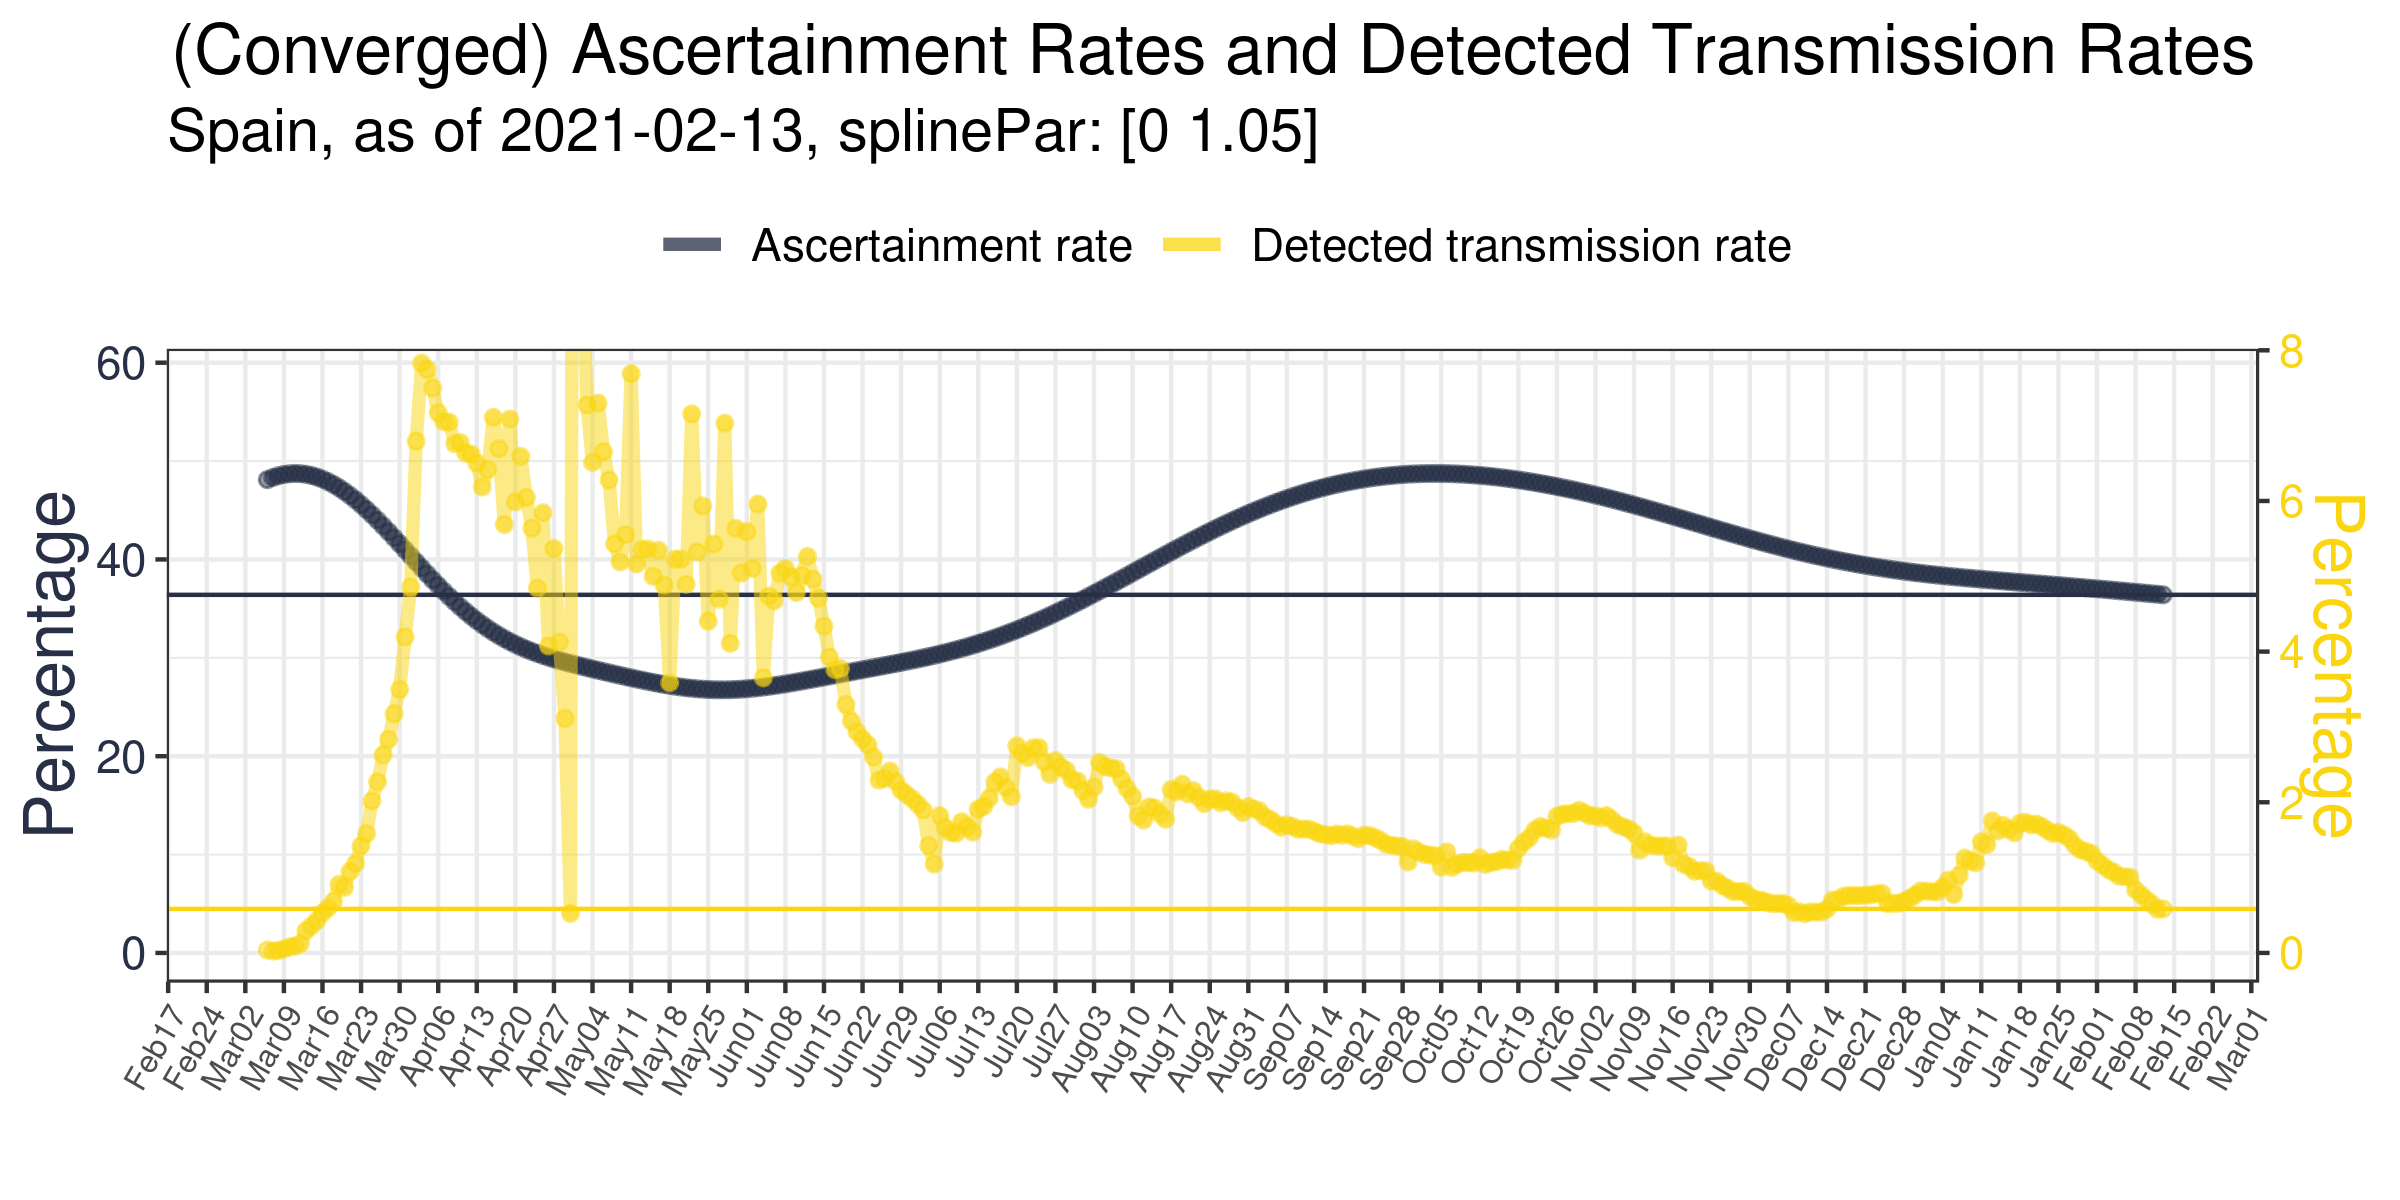 (Converged) Ascertainment Rates and Detected Transmission Rates
Spain, as of 2021-02-13, splinePar: [0 1.05]
Ascertainment rate Detected transmission rate
Percentage
60
40
20
0
8
6
4
2
0
Percentage
Feb17 Feb24 Mar02 Mar09 Mar16 Mar23 Mar30 Apr06 Apr13 Apr20 Apr27 May04 May11 May18 May25 Jun01 Jun08 Jun15 Jun22 Jun29 Jul06 Jul13 Jul20 Jul27 Aug03 Aug10 Aug17 Aug24 Aug31 Sep07 Sep14 Sep21 Sep28 Oct05 Oct12 Oct19 Oct26 Nov02 Nov09 Nov16 Nov23 Nov30 Dec07 Dec14 Dec21 Dec28 Jan04 Jan11 Jan18 Jan25 Feb01 Feb08 Feb15 Feb22 Mar01